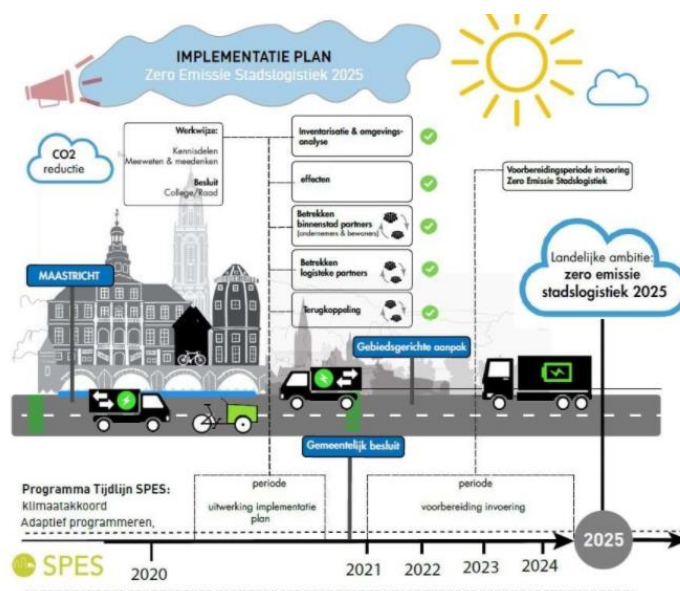 IMPLEMENTATIE PLAN
Zero Emissie Stadslogistiek 2025
CO2
reductie
Werkwijze:
Kennisdelen
Meeweten & meedenken
Besluit
College/Raad
Inventarisatie & omgevings-
analyse
effecten
Betrekken
binnenstad partners
(ondernemers & bewoners)
Betrekken
logisteke partners
Terugkoppeling
Voorbereidingsperiode invoering
Zero Emissie Stadslogistiek
Landelijke ambitie:
zero emissie
stadslogistiek 2025
MAASTRICHT
Gebiedsgerichte aanpak
Gemeentelijk besluit
Programma Tijdlijn SPES:
klimaatakkoord
Adaptief programmeren,
periode
uitwerking implementatie
plan
periode
voorbereiding invoering
SPES
2020
2021
2022
2023
2024
2025